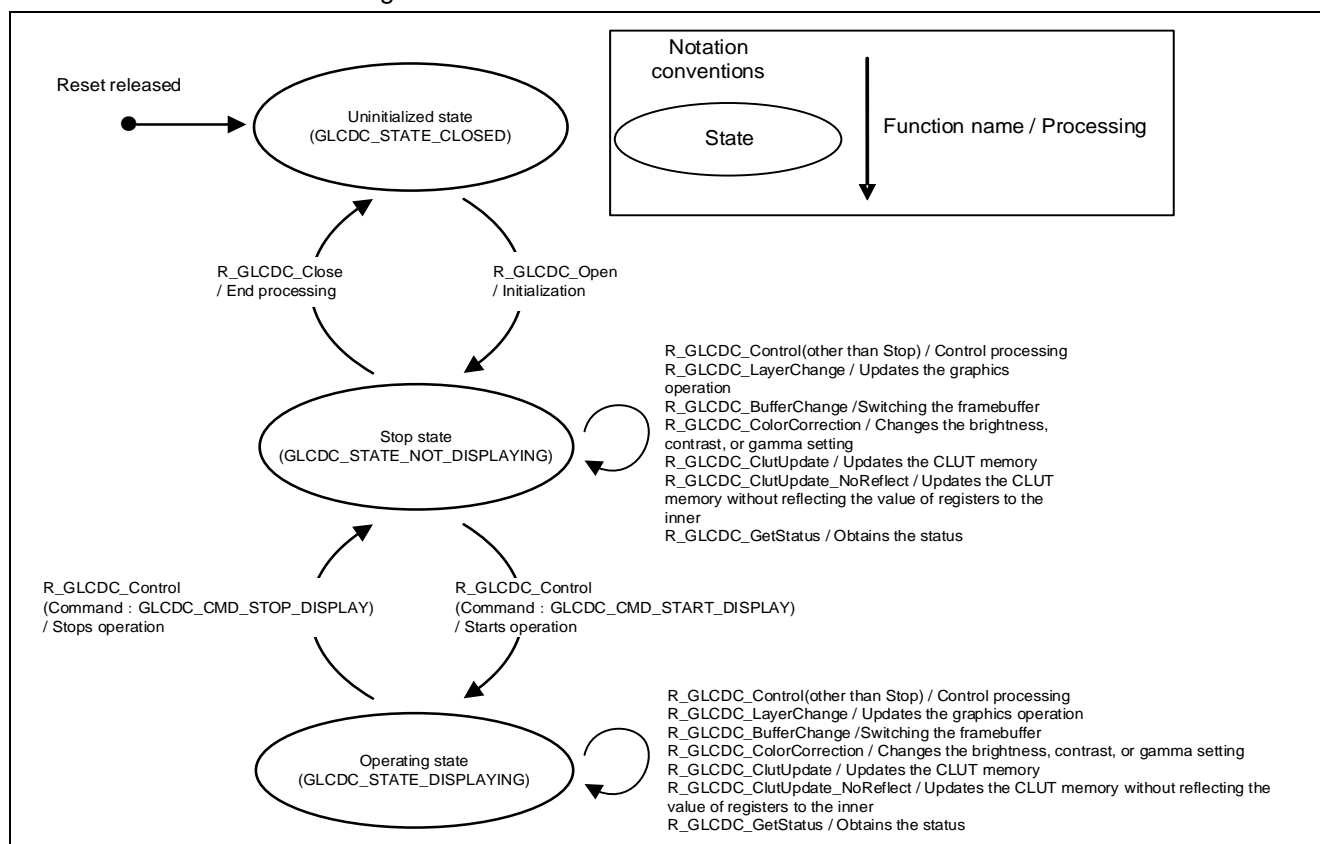 Reset released
Uninitialized state
(GLCDC_STATE_CLOSED)
Notation
conventions
State
Function name / Processing
R_GLCDC_Close
/ End processing
R_GLCDC_Open
/ Initialization
Stop state
(GLCDC_STATE_NOT_DISPLAYING)
R_GLCDC_Control(other than Stop) / Control processing
R_GLCDC_LayerChange / Updates the graphics
operation
R_GLCDC_BufferChange /Switching the framebuffer
R_GLCDC_ColorCorrection / Changes the brightness,
contrast, or gamma setting
R_GLCDC_ClutUpdate / Updates the CLUT memory
R_GLCDC_ClutUpdate_NoReflect / Updates the CLUT
memory without reflecting the value of registers to the
inner
R_GLCDC_GetStatus / Obtains the status
R_GLCDC_Control
(Command : GLCDC_CMD_STOP_DISPLAY)
/ Stops operation
R_GLCDC_Control
(Command : GLCDC_CMD_START_DISPLAY)
/ Starts operation
Operating state
(GLCDC_STATE_DISPLAYING)
R_GLCDC_Control(other than Stop) / Control processing
R_GLCDC_LayerChange / Updates the graphics operation
R_GLCDC_BufferChange /Switching the framebuffer
R_GLCDC_ColorCorrection / Changes the brightness, contrast, or gamma setting
R_GLCDC_ClutUpdate / Updates the CLUT memory
R_GLCDC_ClutUpdate_NoReflect / Updates the CLUT memory without reflecting the
value of registers to the inner
R_GLCDC_GetStatus / Obtains the status